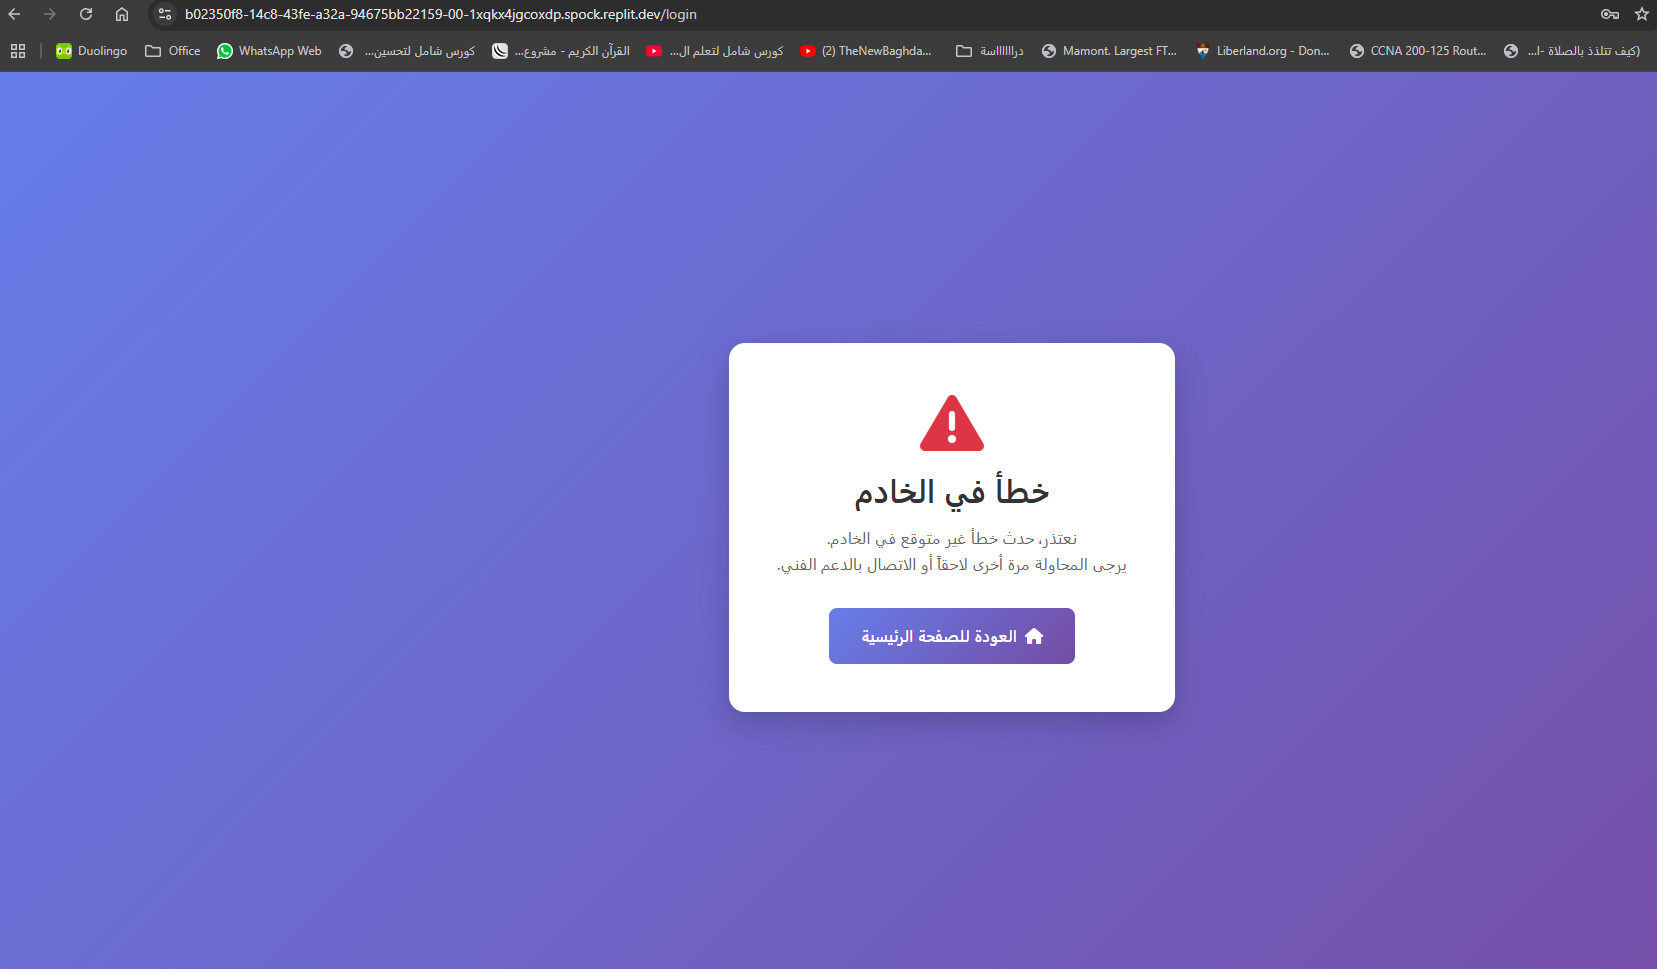 b02350f8-14c8-43fe-a32a-94675bb22159-00-1xqkx4jgcoxdp.spock.replit.dev/login
Duolingo
Office
WhatsApp Web
كورس شامل لتحسين...
القرآن الكريم - مشروع...
كورس شامل لتعلم ال...
(2) TheNewBaghda...
درااااااسة
Mamont. Largest FT...
Liberland.org - Don...
CCNA 200-125 Rout...
(كيف تتلذذ بالصلاة -ا...
خطأ في الخادم
نعتذر، حدث خطأ غير متوقع في الخادم.
يرجى المحاولة مرة أخرى لاحقاً أو الاتصال بالدعم الفني.
العودة للصفحة الرئيسية